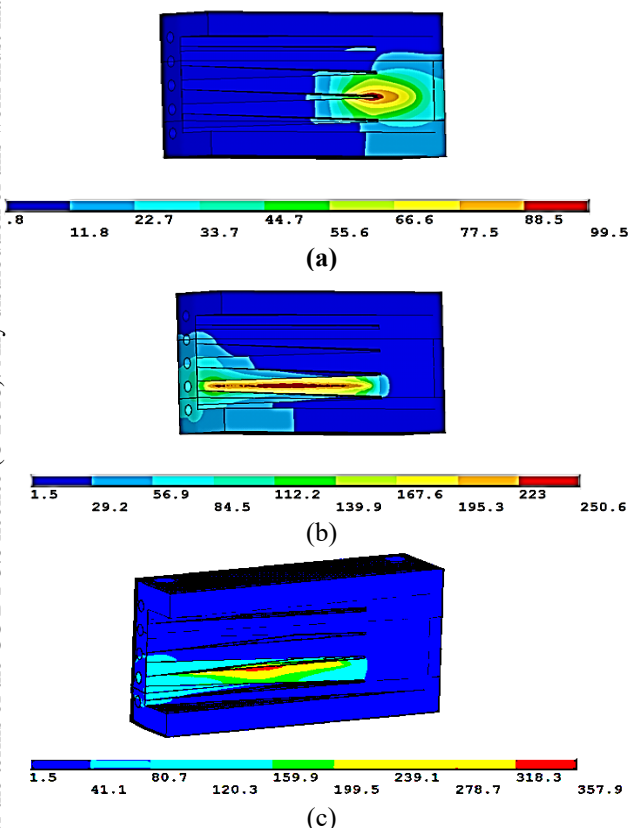 .8 22.7 44.7 66.6 88.5
11.8 33.7 55.6 77.5 99.5
(a)
1.5 56.9 112.2 167.6 223
29.2 84.5 139.9 195.3 250.6
(b)
1.5 80.7 159.9 239.1 318.3
41.1 120.3 199.5 278.7 357.9
(c)